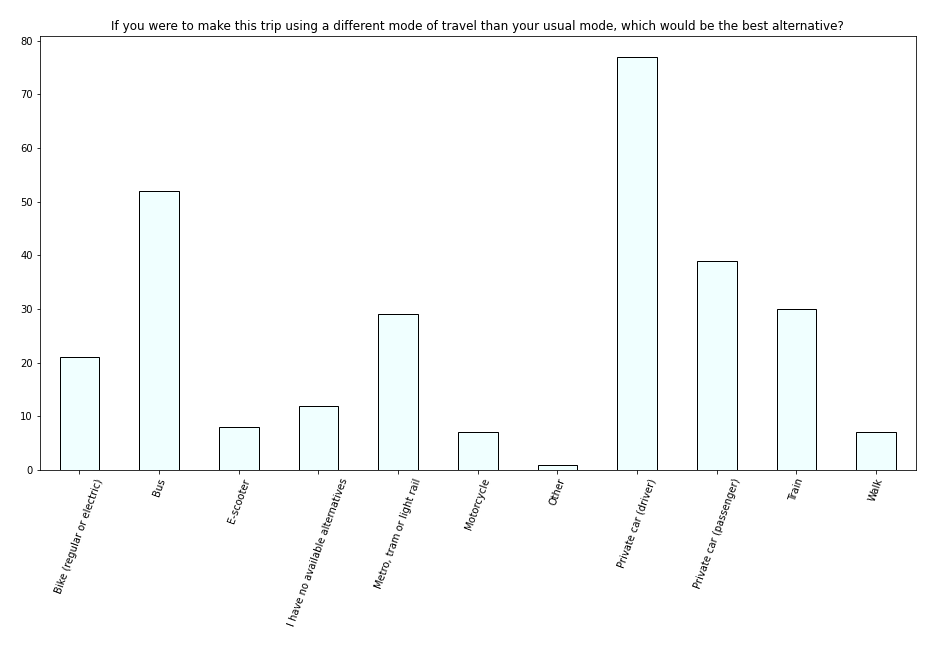 If you were to make this trip using a different mode of travel than your usual mode, which would be the best alternative?
80
70
60
50
40
30
20
10
0
Bike (regular or electric)
Bus
E-scooter
I have no available alternatives
Metro, tram or light rail
Motorcycle
Other
Private car (driver)
Private car (passenger)
Train
Walk